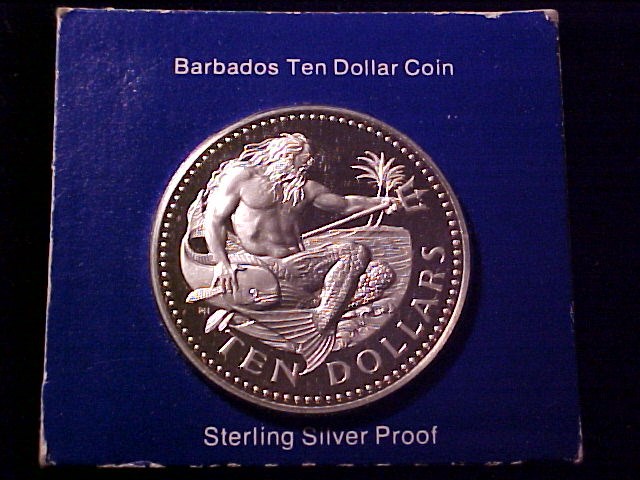 Barbados Ten Dollar Coin
TEN DOLLARS
Sterling Silver Proof